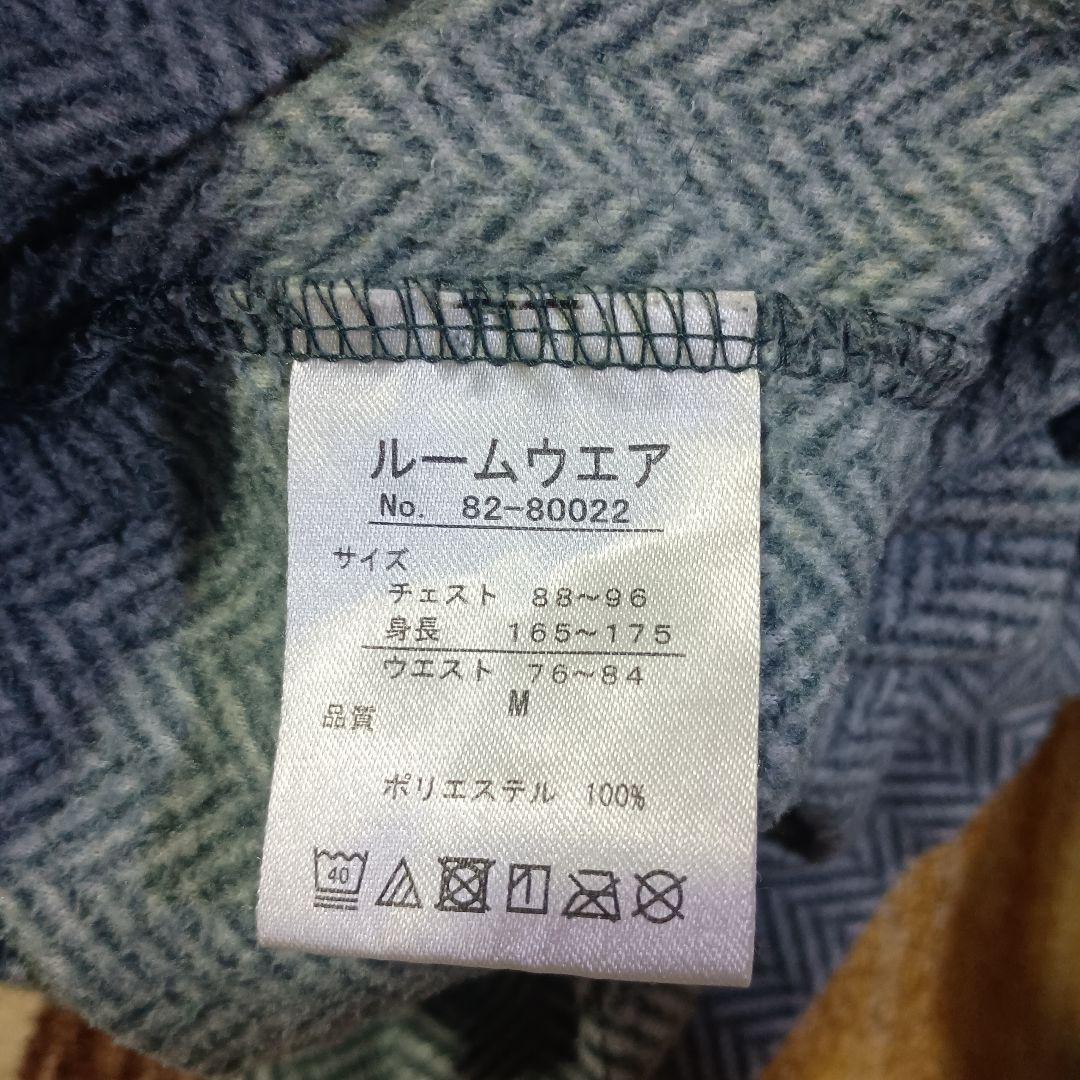 ルームウエア
No. 82-80022
サイズ
チェスト 88〜96
身長 165〜175
ウエスト 76〜84
M
品質
ポリエステル 100%
40